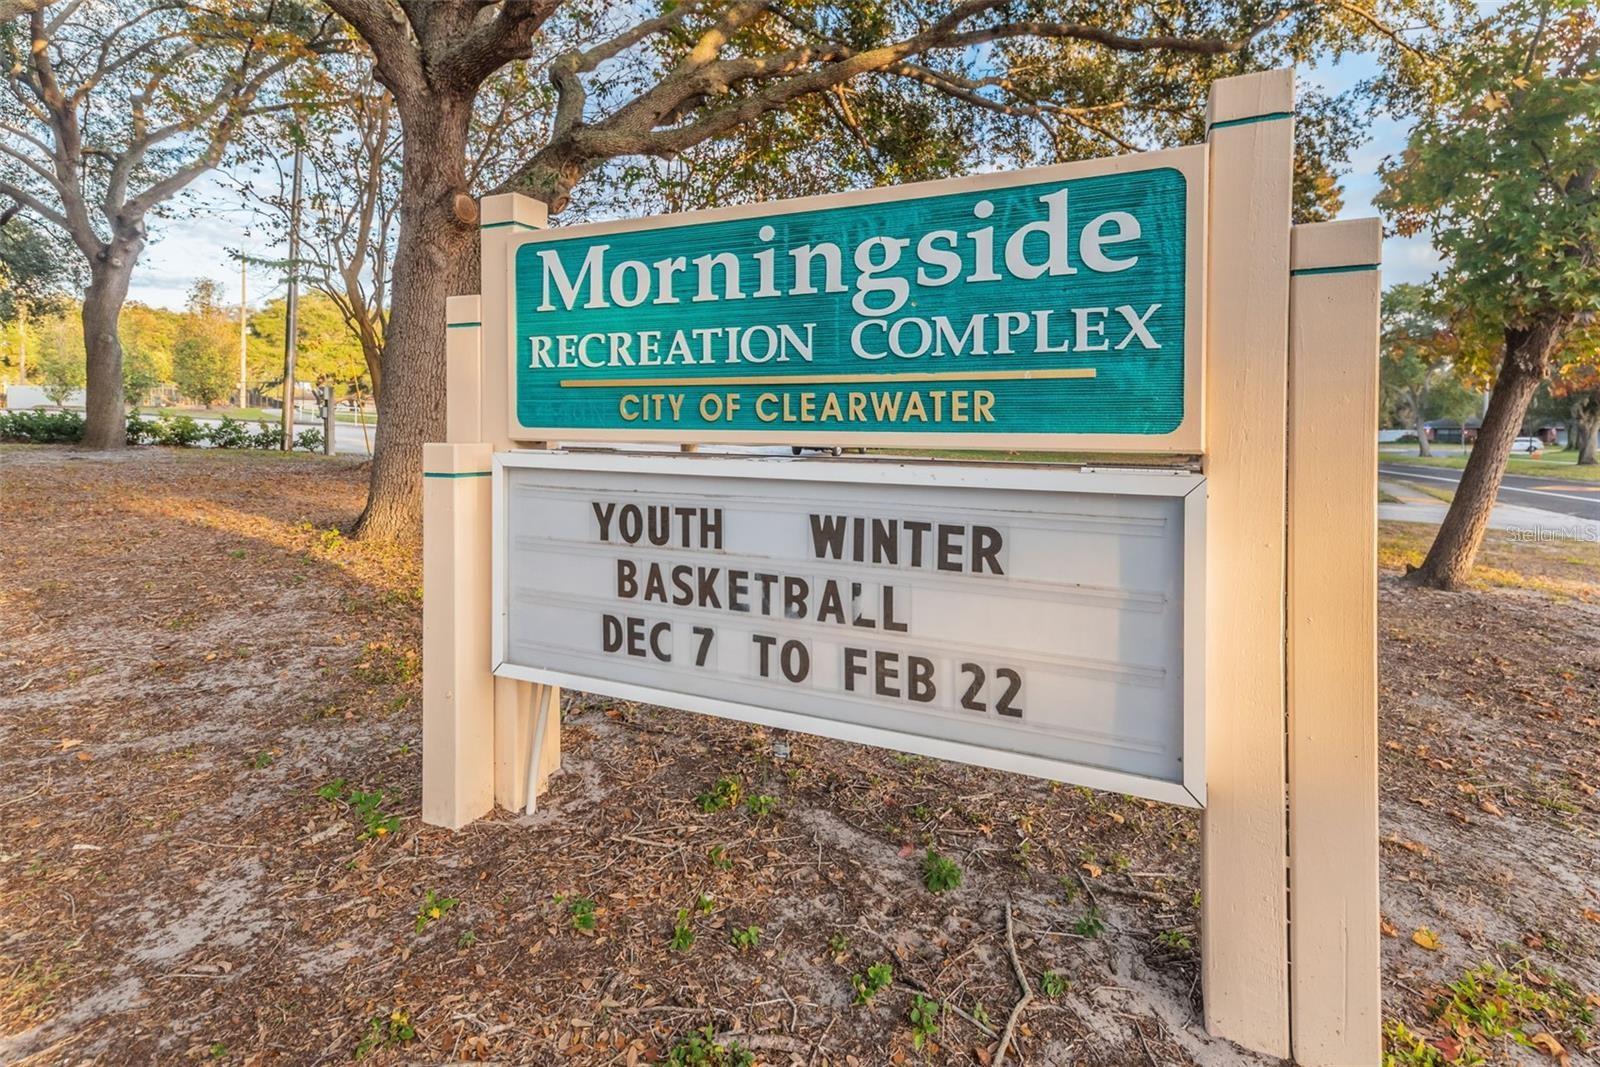 Morningside
RECREATION COMPLEX
CITY OF CLEARWATER
YOUTH WINTER
BASKETBALL
DEC 7 TO FEB 22
StellarMLS